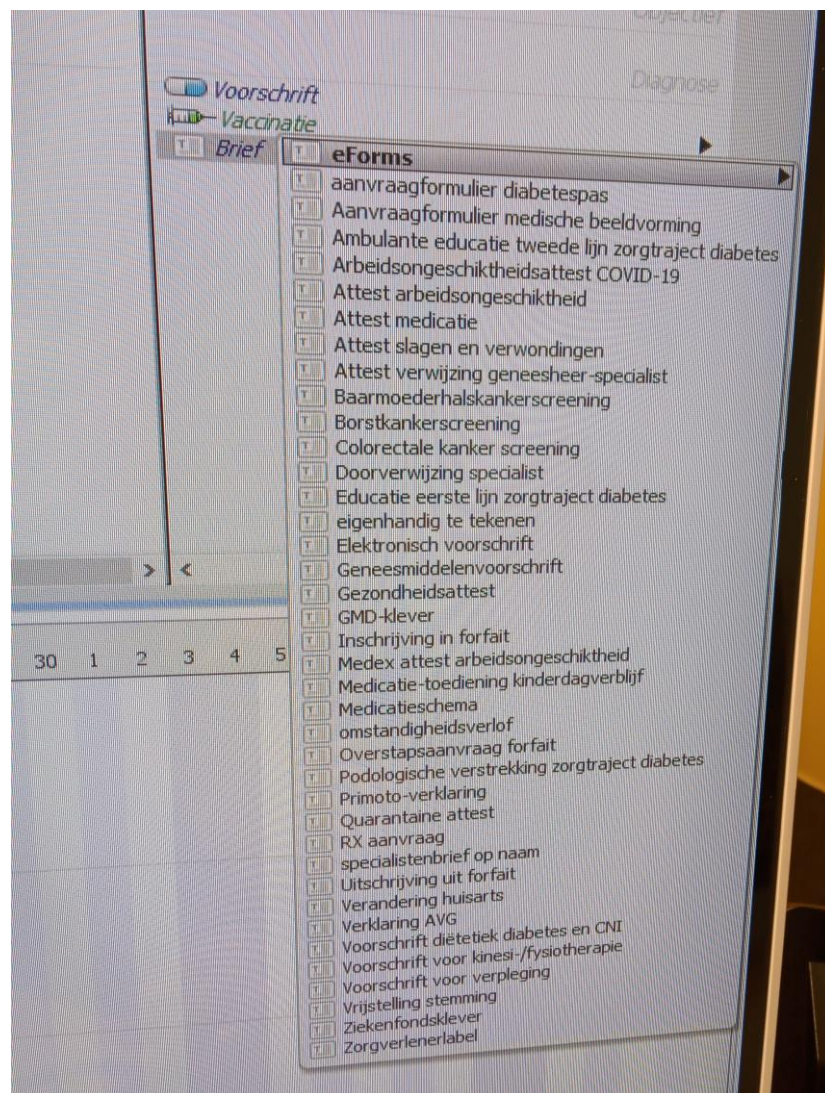 Objectief
Diagnose
Voorschrift
Vaccinatie
Brief
eForms
aanvraagformulier diabetespas
Aanvraagformulier medische beeldvorming
Ambulante educatie tweede lijn zorgtraject diabetes
Arbeidsongeschiktheidsattest COVID-19
Attest arbeidsongeschiktheid
Attest medicatie
Attest slagen en verwondingen
Attest verwijzing geneesheer-specialist
Baarmoederhalskankerscreening
Borstkankerscreening
Colorectale kanker screening
Doorverwijzing specialist
Educatie eerste lijn zorgtraject diabetes
eigenhandig te tekenen
Elektronisch voorschrift
Geneesmiddelenvoorschrift
Gezondheidsattest
GMD-klever
Inschrijving in forfait
Medex attest arbeidsongeschiktheid
Medicatie-toediening kinderdagverblijf
Medicatieschema
omstandigheidsverlof
Overstapsaanvraag forfait
Podologische verstrekking zorgtraject diabetes
Primoto-verklaring
Quarantaine attest
RX aanvraag
specialistenbrief op naam
Uitschrijving uit forfait
Verandering huisarts
Verklaring AVG
Voorschrift diëtetiek diabetes en CNI
Voorschrift voor kinesi-/fysiotherapie
Voorschrift voor verpleging
Vrijstelling stemming
Ziekenfondsklever
Zorgverlenerlabel
30 1 2 3 4 5